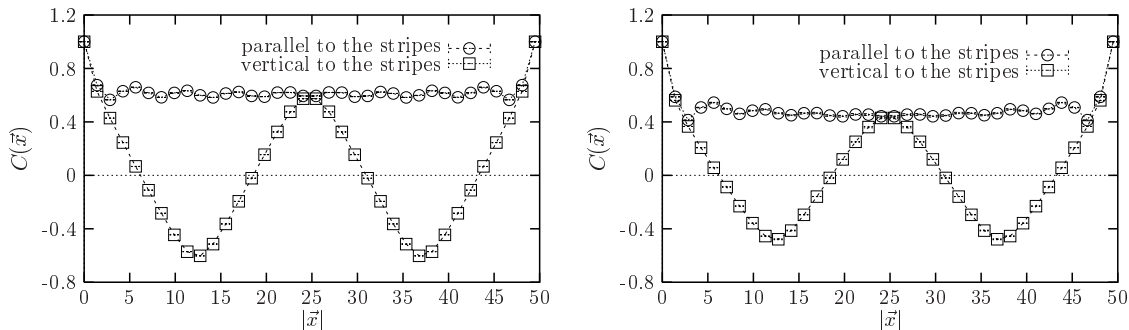 1.2
0.8
0.4
0
-0.4
-0.8
C(x⃗)
parallel to the stripes
vertical to the stripes
0 5 10 15 20 25 30 35 40 45 50
|x⃗|
1.2
0.8
0.4
0
-0.4
-0.8
C(x⃗)
parallel to the stripes
vertical to the stripes
0 5 10 15 20 25 30 35 40 45 50
|x⃗|